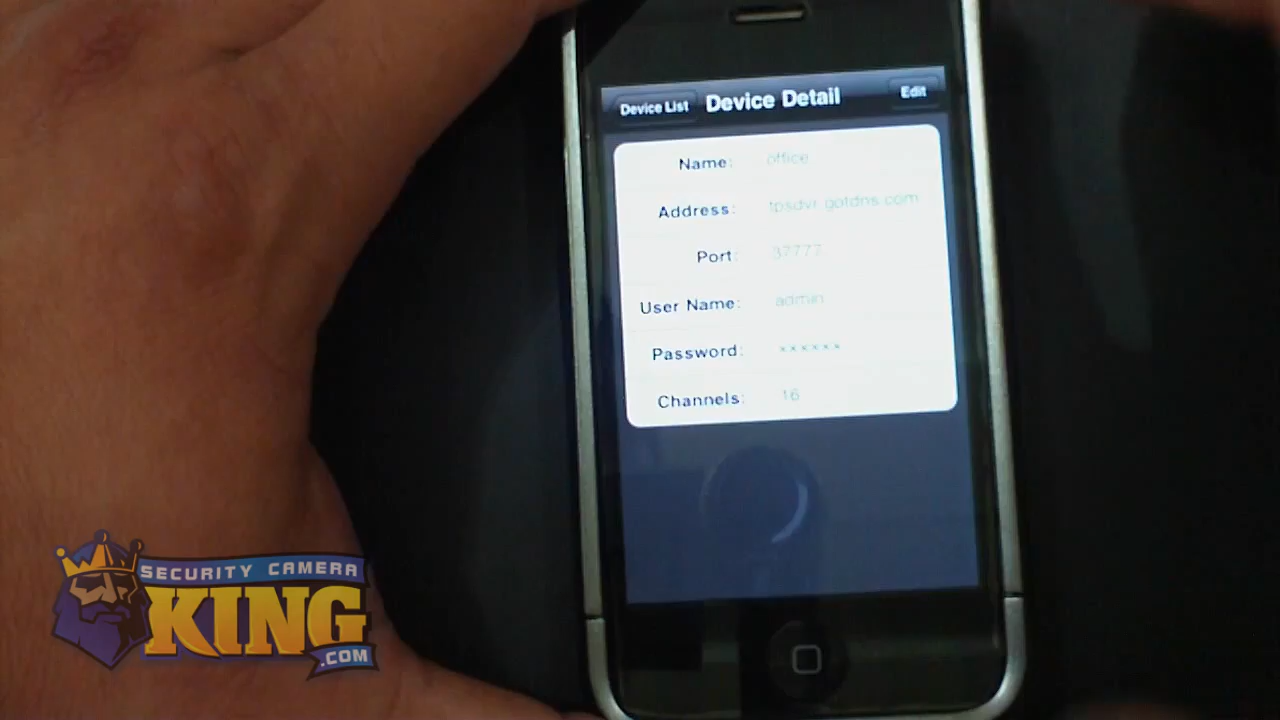 Device List Device Detail Edit
Name: office
Address: tpsdvr.gotdns.com
Port: 37777
User Name: admin
Password: ××××××
Channels: 16
SECURITY CAMERA
KING
.COM